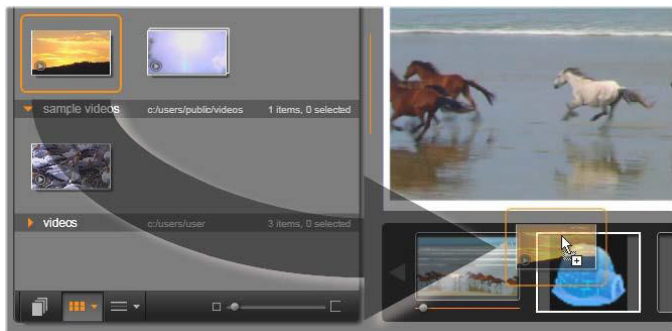 sample videos c:/users/public/videos 1 items, 0 selected
videos c:/users/user 3 items, 0 selected